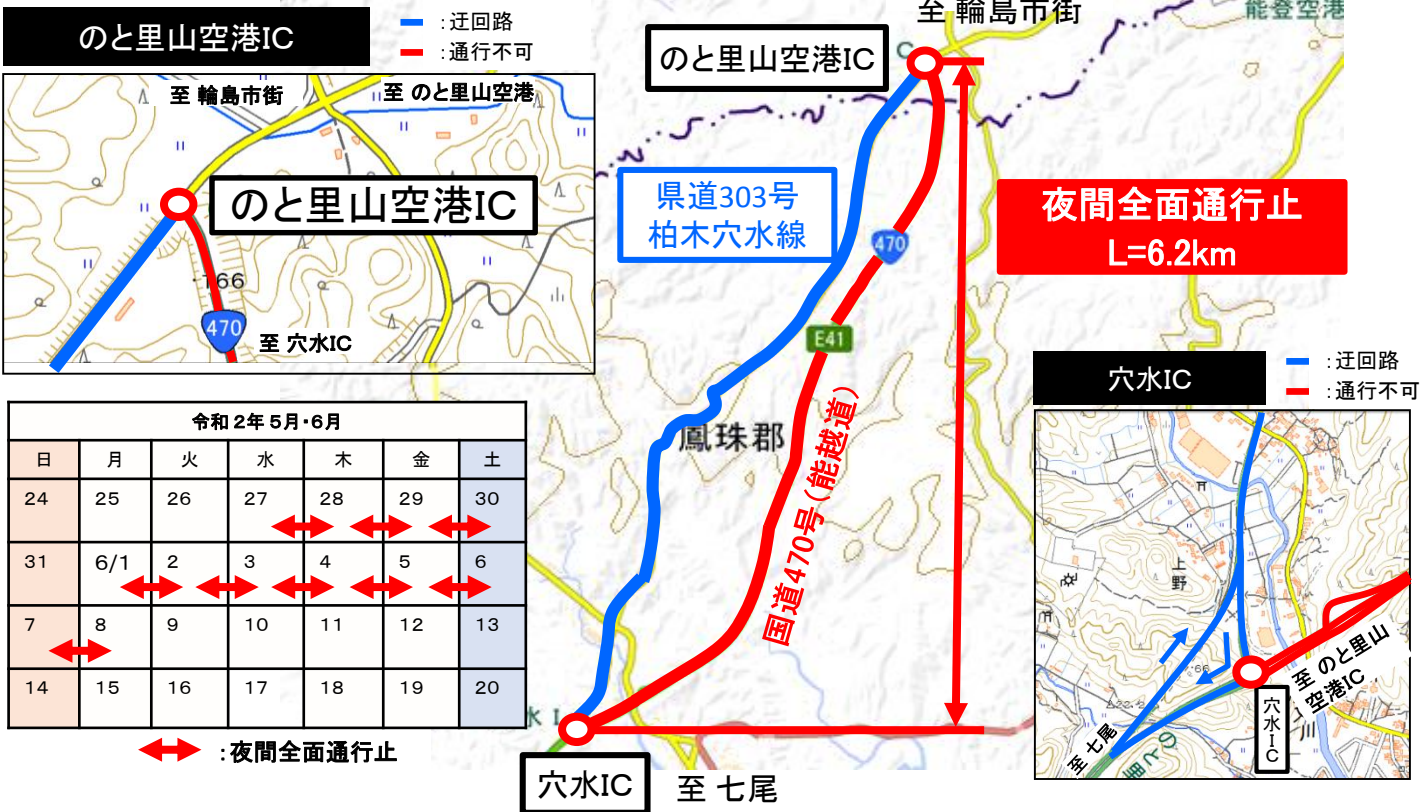 のと里山空港IC
:迂回路
:通行不可
至 輪島市街
至 のと里山空港
のと里山空港IC
166
470
至 穴水IC
至 輪島市街
能登空港
のと里山空港IC
C
県道303号
柏木穴水線
470
夜間全面通行止
L=6.2km
E41
鳳珠郡
国道470号(能越道)
令和2年5月・6月
日 月 火 水 木 金 土
24 25 26 27 28 29 30
31 6/1 2 3 4 5 6
7 8 9 10 11 12 13
14 15 16 17 18 19 20
:夜間全面通行止
水 I
穴水IC
至 七尾
穴水IC
:迂回路
:通行不可
上野
66
至 のと里山
空港IC
穴水IC
川
至 七尾
のと里